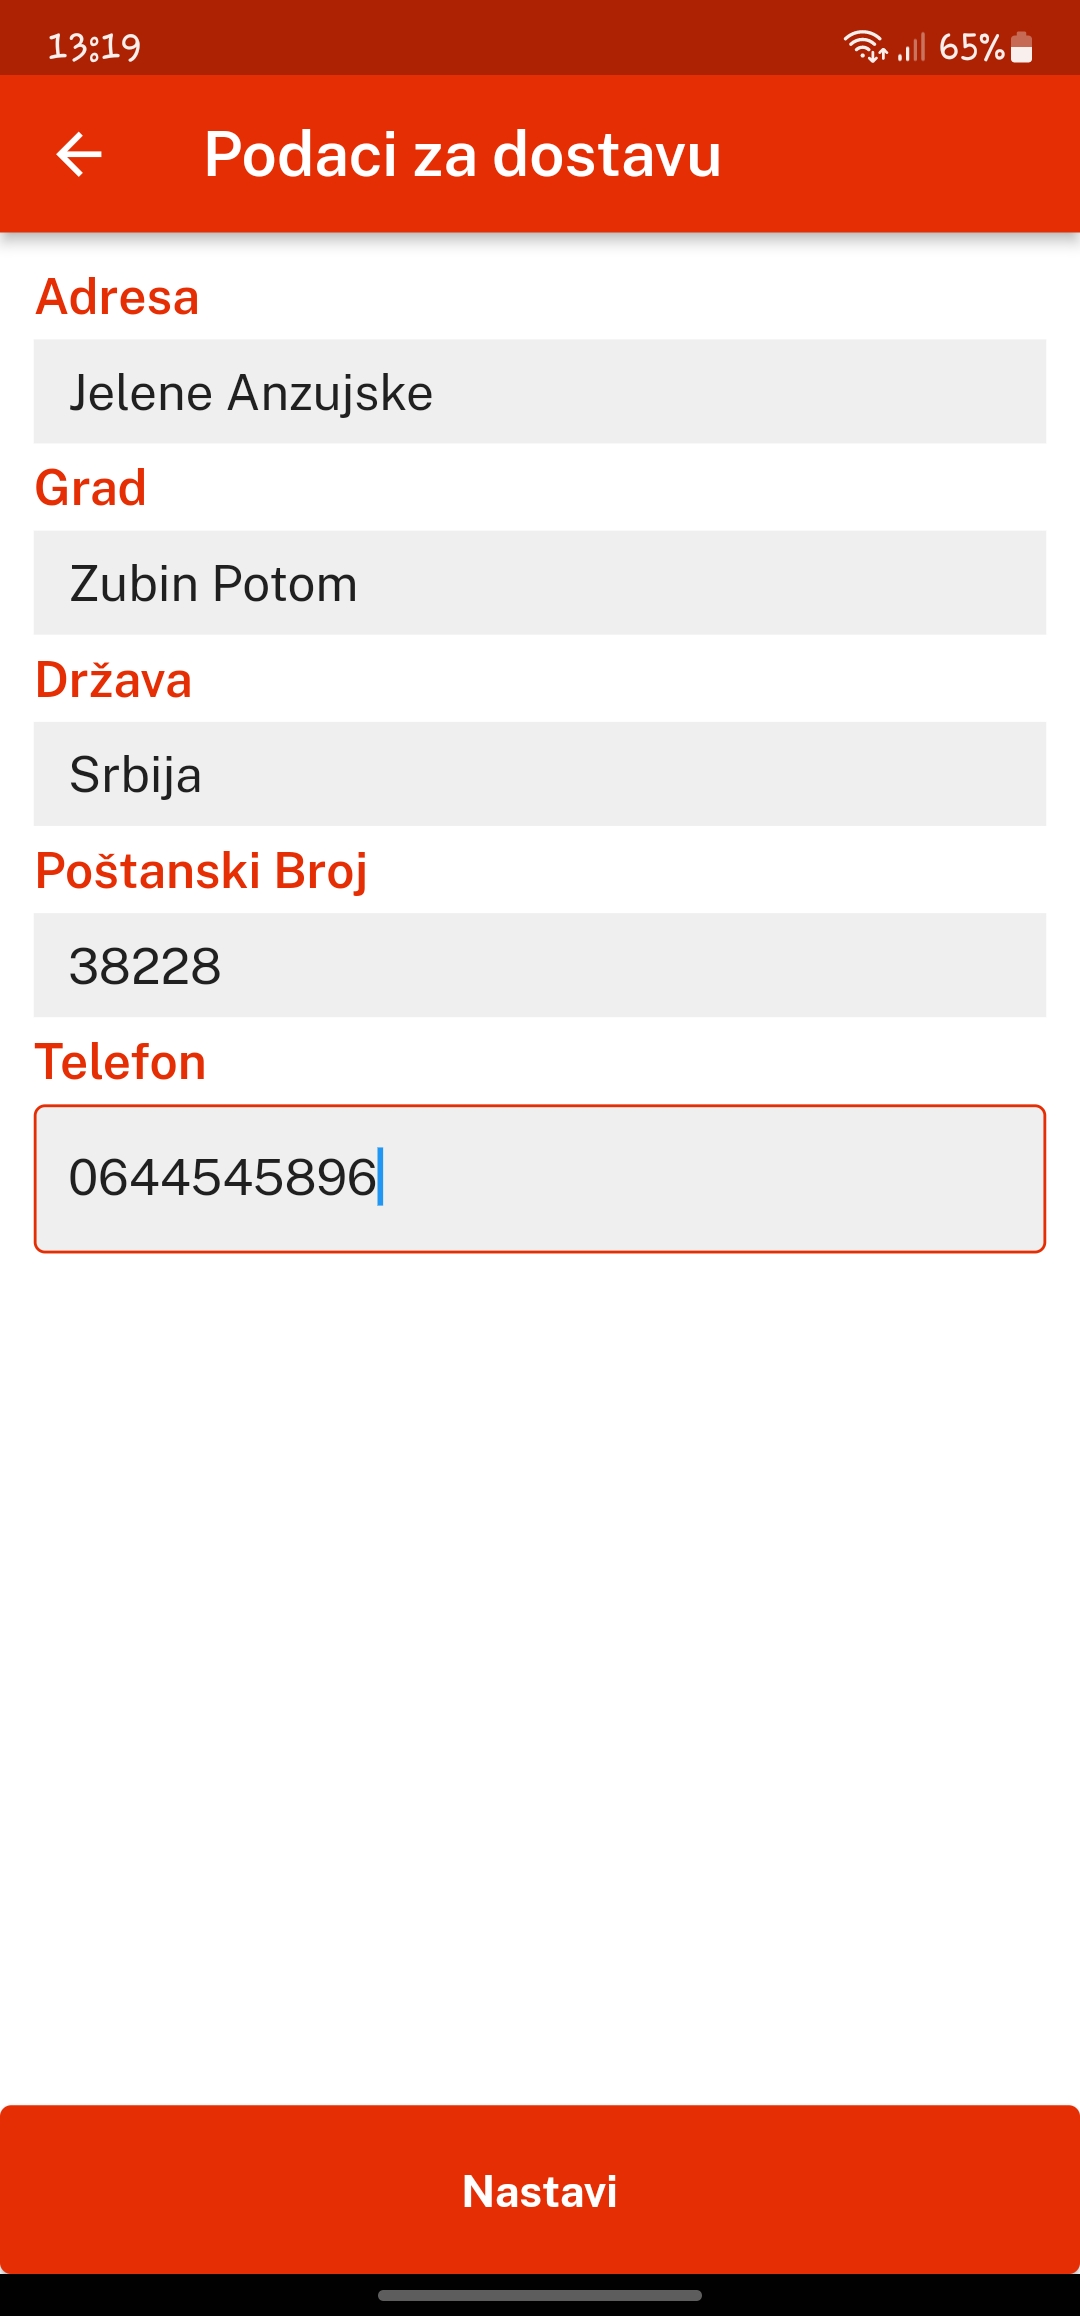 13:19
65%
Podaci za dostavu
Adresa
Jelene Anzujske
Grad
Zubin Potom
Država
Srbija
Poštanski Broj
38228
Telefon
0644545896
Nastavi